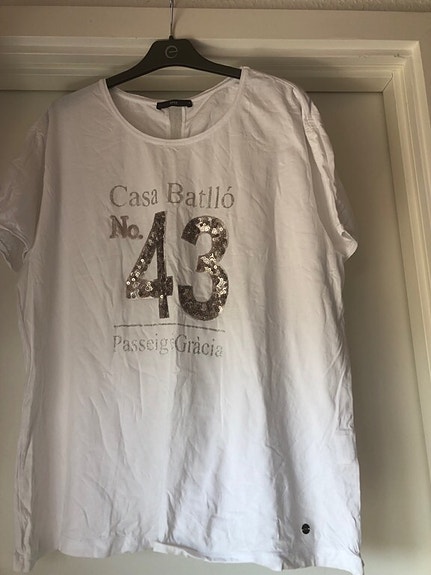 e
Casa Batlló
No. 43
Passeig Gràcia